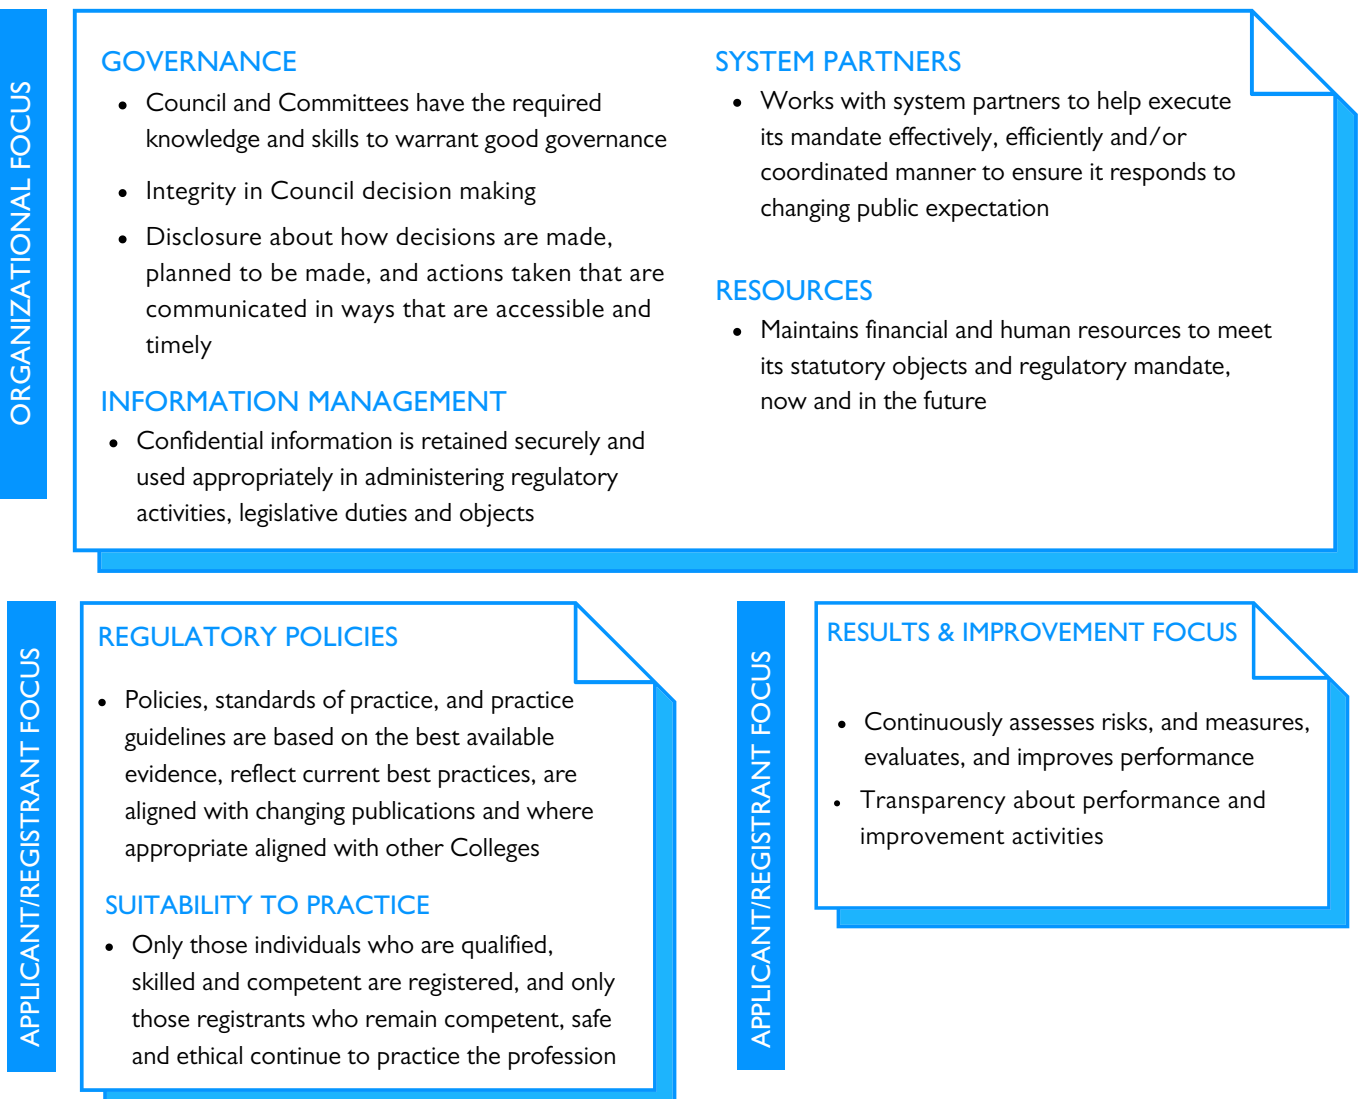 ORGANIZATIONAL FOCUS
GOVERNANCE
• Council and Committees have the required
knowledge and skills to warrant good governance
• Integrity in Council decision making
• Disclosure about how decisions are made,
planned to be made, and actions taken that are
communicated in ways that are accessible and
timely
INFORMATION MANAGEMENT
• Confidential information is retained securely and
used appropriately in administering regulatory
activities, legislative duties and objects
SYSTEM PARTNERS
• Works with system partners to help execute
its mandate effectively, efficiently and/or
coordinated manner to ensure it responds to
changing public expectation
RESOURCES
• Maintains financial and human resources to meet
its statutory objects and regulatory mandate,
now and in the future
APPLICANT/REGISTRANT FOCUS
REGULATORY POLICIES
• Policies, standards of practice, and practice
guidelines are based on the best available
evidence, reflect current best practices, are
aligned with changing publications and where
appropriate aligned with other Colleges
SUITABILITY TO PRACTICE
• Only those individuals who are qualified,
skilled and competent are registered, and only
those registrants who remain competent, safe
and ethical continue to practice the profession
APPLICANT/REGISTRANT FOCUS
RESULTS & IMPROVEMENT FOCUS
• Continuously assesses risks, and measures,
evaluates, and improves performance
• Transparency about performance and
improvement activities